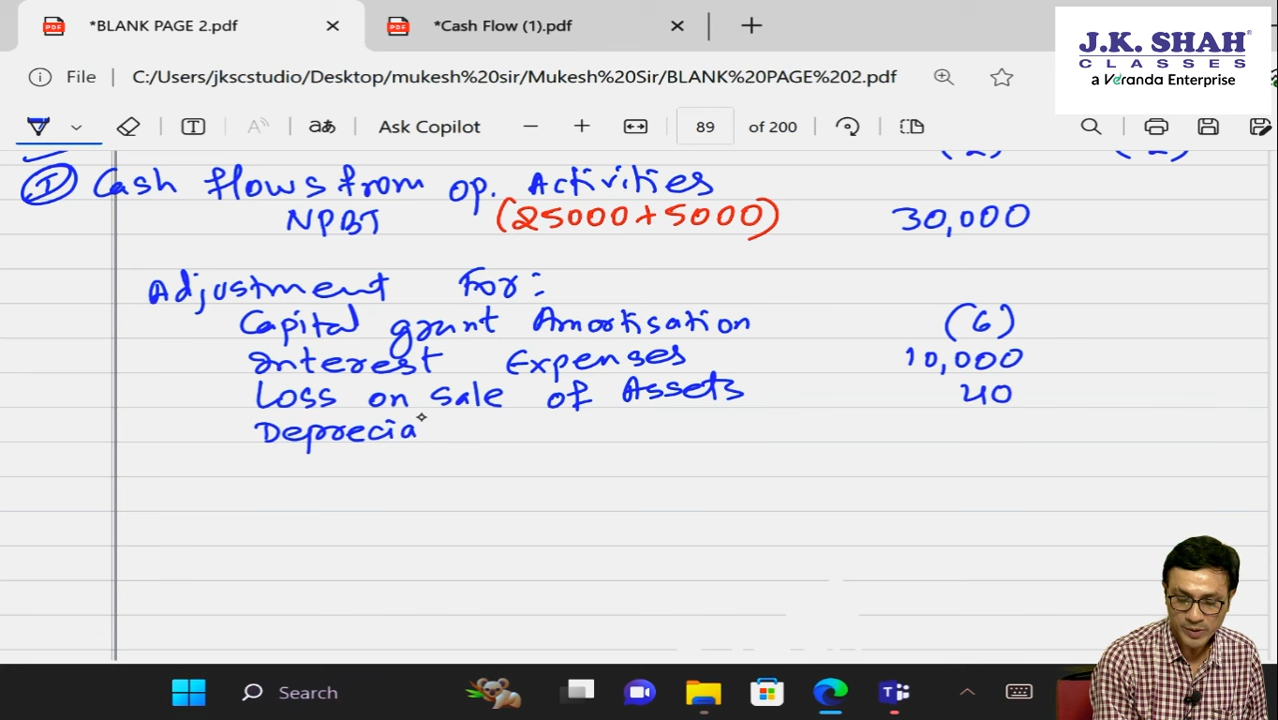 *BLANK PAGE 2.pdf
*Cash Flow (1).pdf
J.K. SHAH®
CLASSES
a Veranda Enterprise
File C:/Users/jkscstudio/Desktop/mukesh%20sir/Mukesh%20Sir/BLANK%20PAGE%202.pdf
Ask Copilot 89 of 200
I Cash flows from op. Activities
NPBT (25000+5000) 30,000
Adjustment For:
Capital grant Amortisation (6)
Interest Expenses 10,000
Loss on sale of Assets 40
Deprecia
Search